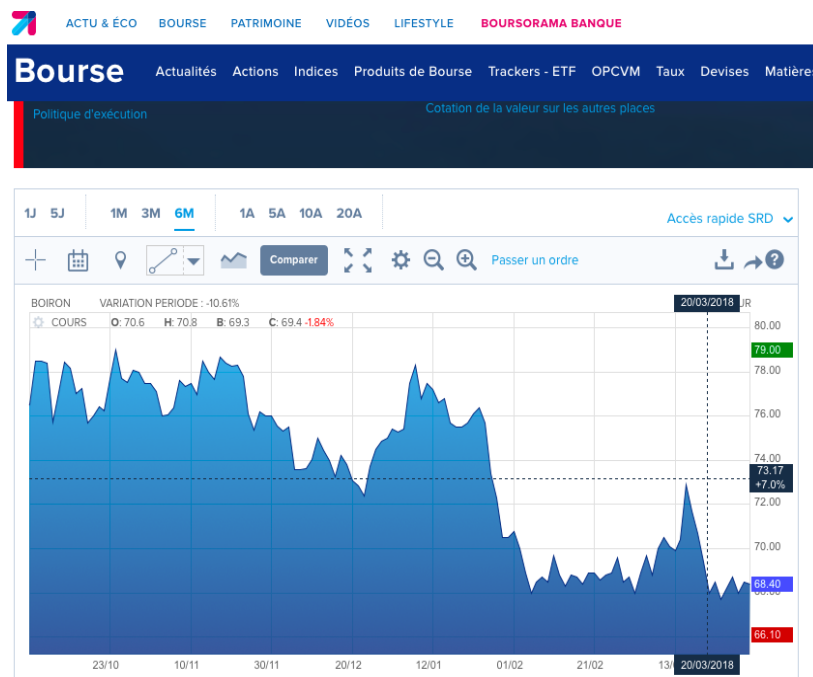 ACTU & ÉCO BOURSE PATRIMOINE VIDÉOS LIFESTYLE BOURSORAMA BANQUE
Bourse Actualités Actions Indices Produits de Bourse Trackers - ETF OPCVM Taux Devises Matières
Politique d'exécution Cotation de la valeur sur les autres places
1J 5J 1M 3M 6M 1A 5A 10A 20A
Accès rapide SRD
Comparer Passer un ordre ?
BOIRON VARIATION PERIODE : -10.61% 20/03/2018 UR
COURS O: 70.6 H: 70.8 B: 69.3 C: 69.4 -1.84%
80.00
79.00
78.00
76.00
74.00
73.17
+7.0%
72.00
70.00
68.40
68.00
66.10
23/10 10/11 30/11 20/12 12/01 01/02 21/02 13/ 20/03/2018